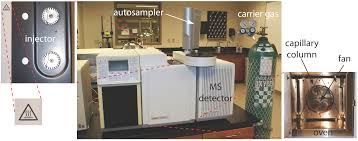 injector
autosampler
carrier gas
MS
detector
capillary
column
fan
oven